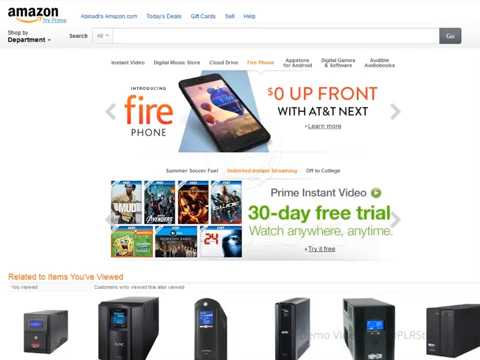 amazon
Try Prime
Abinadi's Amazon.com Today's Deals Gift Cards Sell Help
Shop by
Department
Search All Go
Instant Video Digital Music Store Cloud Drive Fire Phone Appstore for Android Digital Games & Software Audible Audiobooks
INTRODUCING
fire
PHONE
$0 UP FRONT
WITH AT&T NEXT
› Learn more
Summer Soccer Fuel Unlimited Instant Streaming Off to College
MUD
AVENGERS
24
Prime Instant Video
30-day free trial
Watch anywhere, anytime.
› Try it free
Related to Items You've Viewed
You viewed Customers who viewed this also viewed